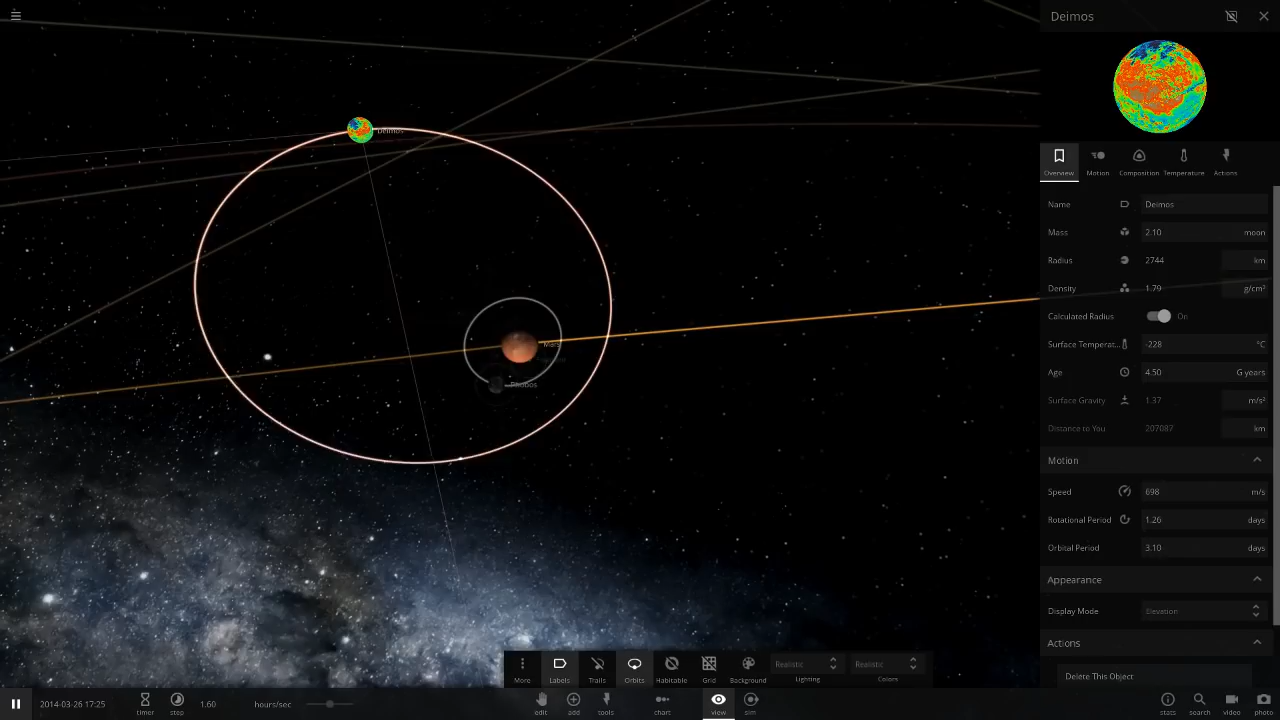 Deimos
Deimos
Mars
Phobos
Overview
Motion
Composition
Temperature
Actions
Name Deimos
Mass 2.10 moon
Radius 2744 km
Density 1.79 g/cm³
Calculated Radius On
Surface Temperat... -228 °C
Age 4.50 G years
Surface Gravity 1.37 m/s²
Distance to You 207087 km
Motion
Speed 698 m/s
Rotational Period 1.26 days
Orbital Period 3.10 days
Appearance
Display Mode Elevation
Actions
Delete This Object
More
Labels
Trails
Orbits
Habitable
Grid
Background
Realistic
Lighting
Realistic
Colors
2014-03-26 17:25
timer
step
1.60 hours/sec
edit
add
tools
chart
view
sim
stats
search
video
photo